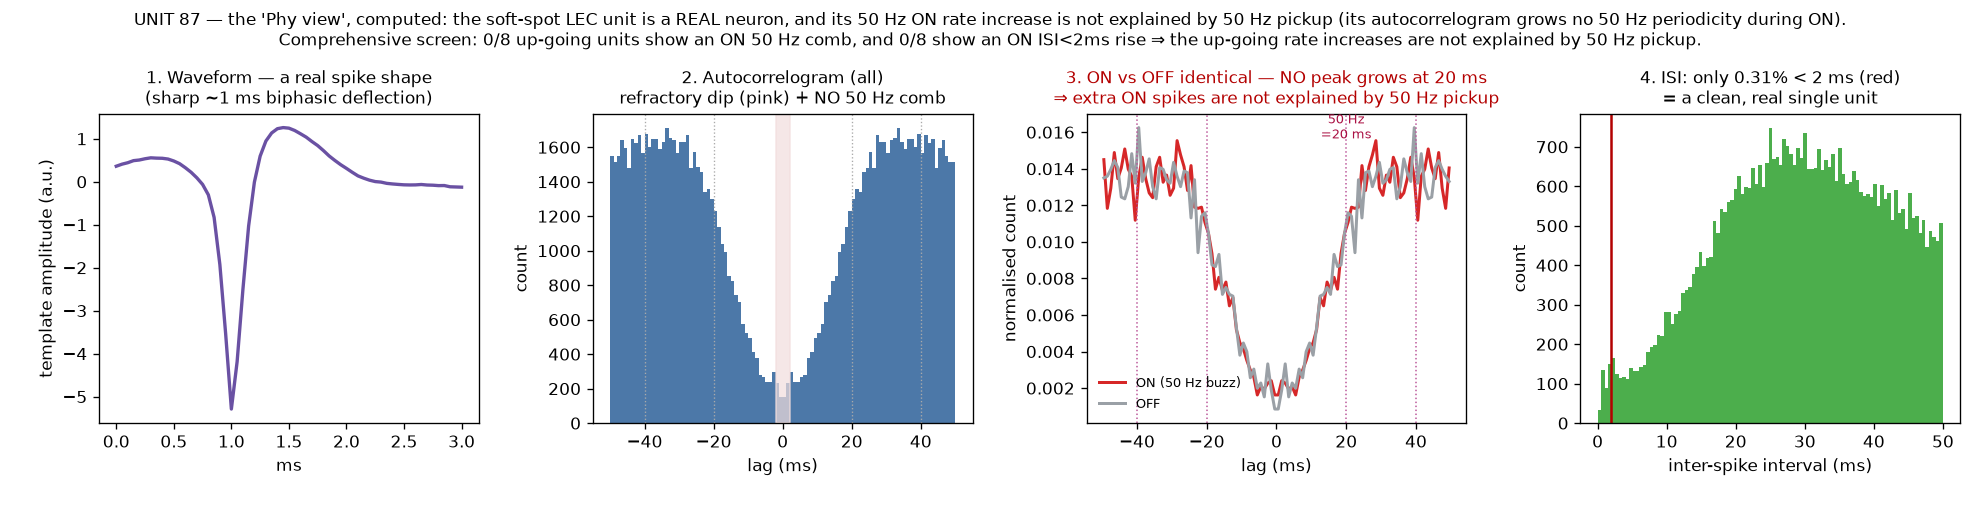 UNIT 87 — the 'Phy view', computed: the soft-spot LEC unit is a REAL neuron, and its 50 Hz ON rate increase is not explained by 50 Hz pickup (its autocorrelogram grows no 50 Hz periodicity during ON).
Comprehensive screen: 0/8 up-going units show an ON 50 Hz comb, and 0/8 show an ON ISI<2ms rise ⇒ the up-going rate increases are not explained by 50 Hz pickup.
1. Waveform — a real spike shape
(sharp ~1 ms biphasic deflection)
template amplitude (a.u.)
1
0
−1
−2
−3
−4
−5
0.0 0.5 1.0 1.5 2.0 2.5 3.0
ms
2. Autocorrelogram (all)
refractory dip (pink) + NO 50 Hz comb
count
1600
1400
1200
1000
800
600
400
200
0
−40 −20 0 20 40
lag (ms)
3. ON vs OFF identical — NO peak grows at 20 ms
⇒ extra ON spikes are not explained by 50 Hz pickup
50 Hz
=20 ms
normalised count
0.016
0.014
0.012
0.010
0.008
0.006
0.004
0.002
ON (50 Hz buzz)
OFF
−40 −20 0 20 40
lag (ms)
4. ISI: only 0.31% < 2 ms (red)
= a clean, real single unit
count
700
600
500
400
300
200
100
0
0 10 20 30 40 50
inter-spike interval (ms)